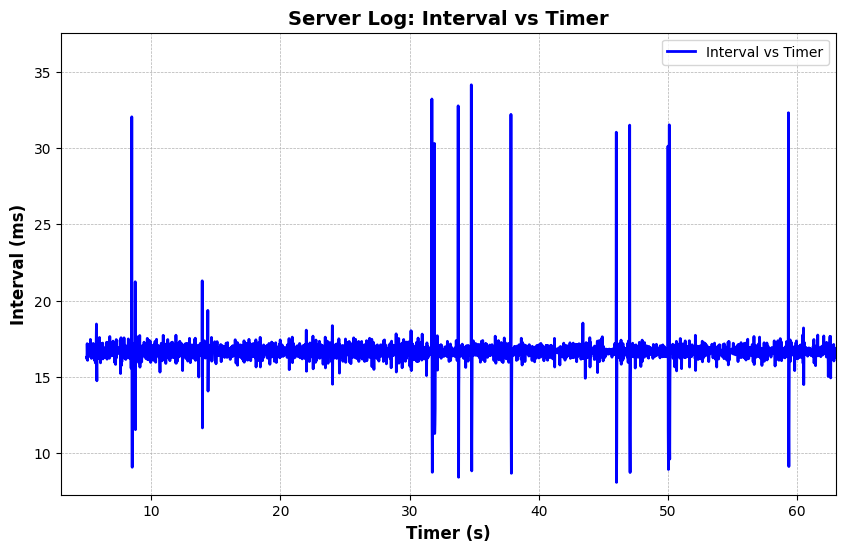 Server Log: Interval vs Timer
Interval vs Timer
35
30
25
20
15
10
Interval (ms)
10 20 30 40 50 60
Timer (s)